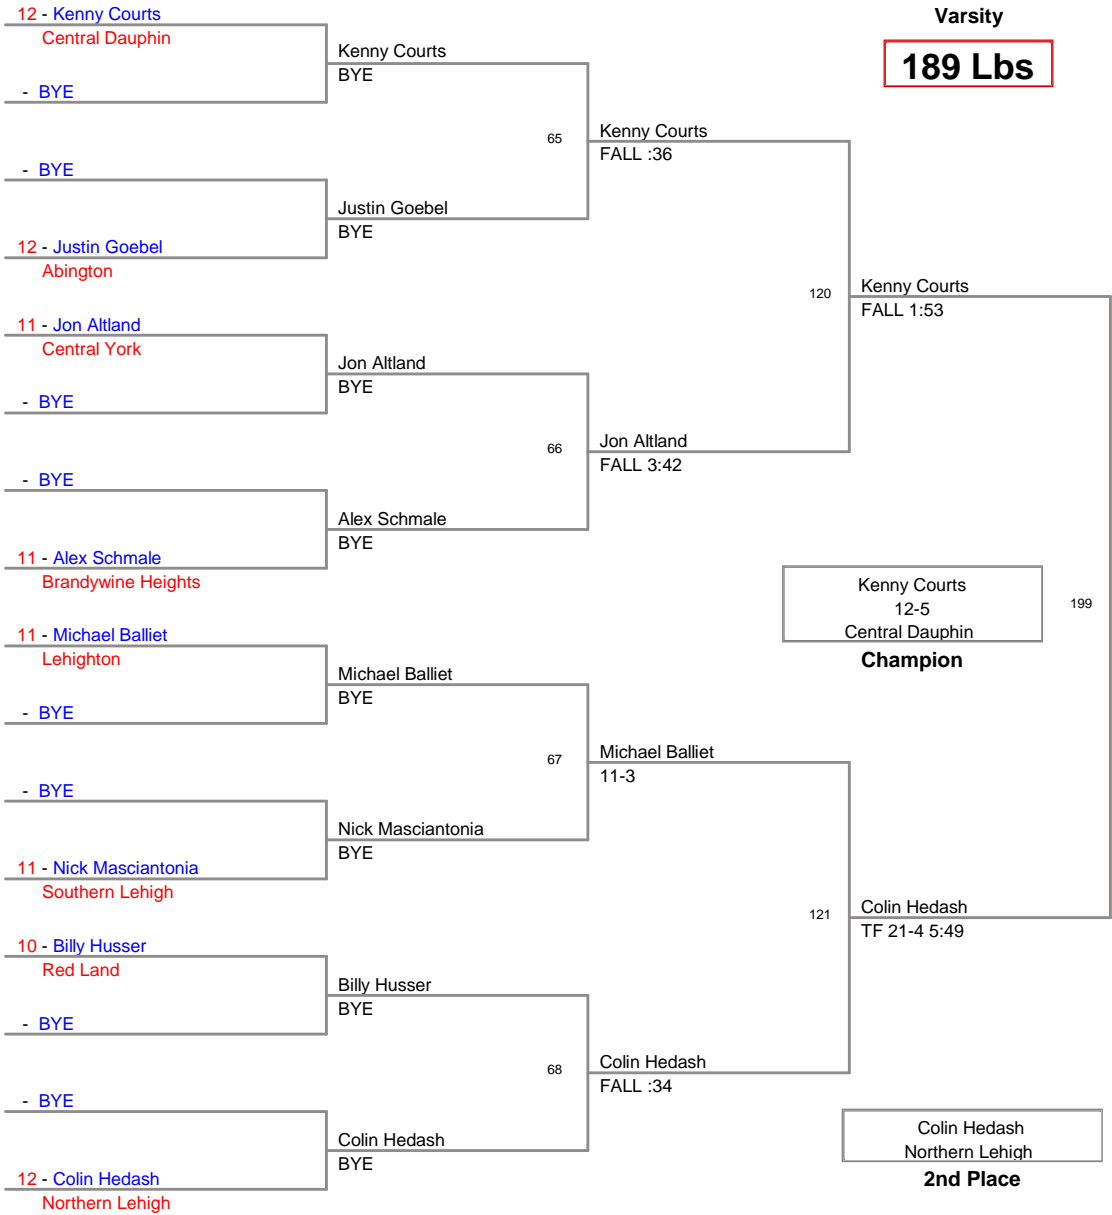 Varsity
189 Lbs
12 - Kenny Courts
Central Dauphin
- BYE
- BYE
12 - Justin Goebel
Abington
11 - Jon Altland
Central York
- BYE
- BYE
11 - Alex Schmale
Brandywine Heights
11 - Michael Balliet
Lehighton
- BYE
- BYE
11 - Nick Masciantonia
Southern Lehigh
10 - Billy Husser
Red Land
- BYE
- BYE
12 - Colin Hedash
Northern Lehigh
Kenny Courts
BYE
Justin Goebel
BYE
Jon Altland
BYE
Alex Schmale
BYE
Michael Balliet
BYE
Nick Masciantonia
BYE
Billy Husser
BYE
Colin Hedash
BYE
65
66
67
68
Kenny Courts
FALL :36
Jon Altland
FALL 3:42
Michael Balliet
11-3
Colin Hedash
FALL :34
120
121
Kenny Courts
FALL 1:53
Colin Hedash
TF 21-4 5:49
199
Kenny Courts
12-5
Central Dauphin
Champion
Colin Hedash
Northern Lehigh
2nd Place